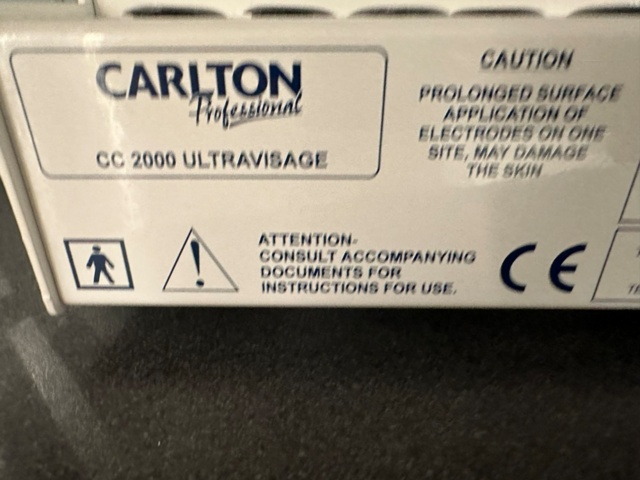 CARLTON
Professional
CC 2000 ULTRAVISAGE
CAUTION
PROLONGED SURFACE
APPLICATION OF
ELECTRODES ON ONE
SITE, MAY DAMAGE
THE SKIN
ATTENTION-
CONSULT ACCOMPANYING
DOCUMENTS FOR
INSTRUCTIONS FOR USE.
CE